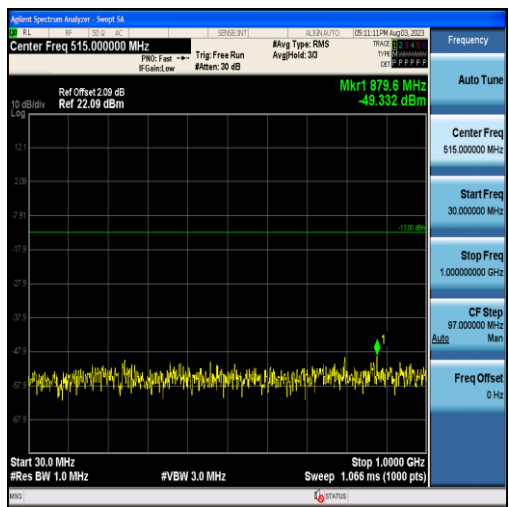 Agilent Spectrum Analyzer - Swept SA
RL RF 50 Ω AC SENSE:INT ALIGN AUTO 05:11:11 PM Aug 03, 2023
Center Freq 515.000000 MHz
PNO: Fast
IFGain:Low
Trig: Free Run
#Atten: 30 dB
#Avg Type: RMS
Avg|Hold: 3/3
TRACE 1 2 3 4 5 6
TYPE
DET P P P P P P
Frequency
Auto Tune
Center Freq
515.000000 MHz
Start Freq
30.000000 MHz
Stop Freq
1.000000000 GHz
CF Step
97.000000 MHz
Auto Man
Freq Offset
0 Hz
Ref Offset 2.09 dB
10 dB/div Ref 22.09 dBm
Log
Mkr1 879.6 MHz
-49.332 dBm
12.1
2.09
-7.91
-13.00 dBm
-17.9
-27.9
-37.9
-47.9
1
-57.9
-67.9
Start 30.0 MHz Stop 1.0000 GHz
#Res BW 1.0 MHz #VBW 3.0 MHz Sweep 1.066 ms (1000 pts)
MSG STATUS